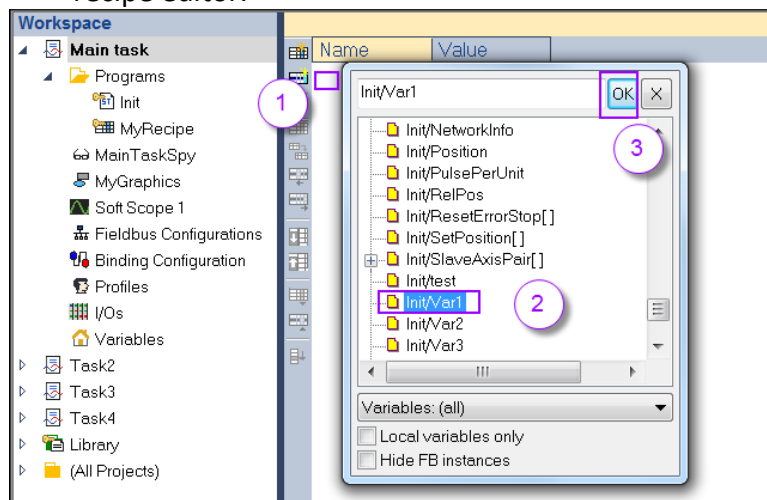 Workspace
Main task
Programs
Init
MyRecipe
MainTaskSpy
MyGraphics
Soft Scope 1
Fieldbus Configurations
Binding Configuration
Profiles
I/Os
Variables
Task2
Task3
Task4
Library
(All Projects)
Name Value
1
Init/Var1 OK X
3
Init/NetworkInfo
Init/Position
Init/PulsePerUnit
Init/RelPos
Init/ResetErrorStop[]
Init/SetPosition[]
Init/SlaveAxisPair[]
Init/test
Init/Var1
2
Init/Var2
Init/Var3
Variables: (all)
Local variables only
Hide FB instances